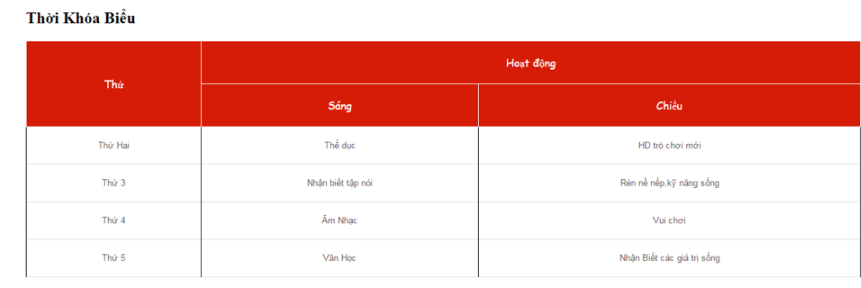 Thời Khóa Biểu
Thứ
Hoạt động
Sáng
Chiều
Thứ Hai
Thể dục
HD trò chơi mới
Thứ 3
Nhận biết tập nói
Rèn nề nếp,kỹ năng sống
Thứ 4
Âm Nhạc
Vui chơi
Thứ 5
Văn Học
Nhận Biết các giá trị sống